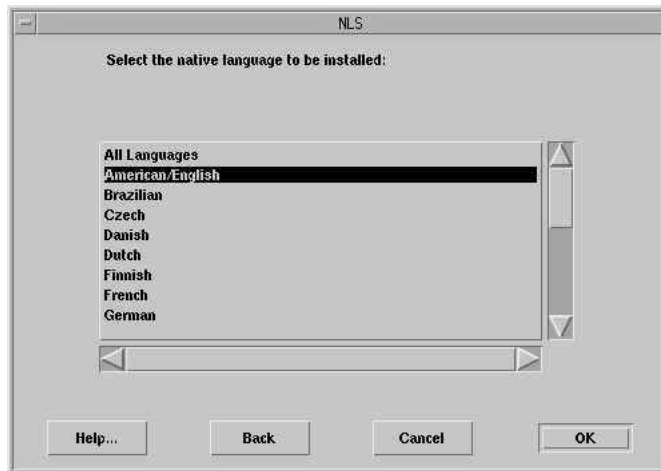 NLS
Select the native language to be installed:
All Languages
American/English
Brazilian
Czech
Danish
Dutch
Finnish
French
German
Help... Back Cancel OK